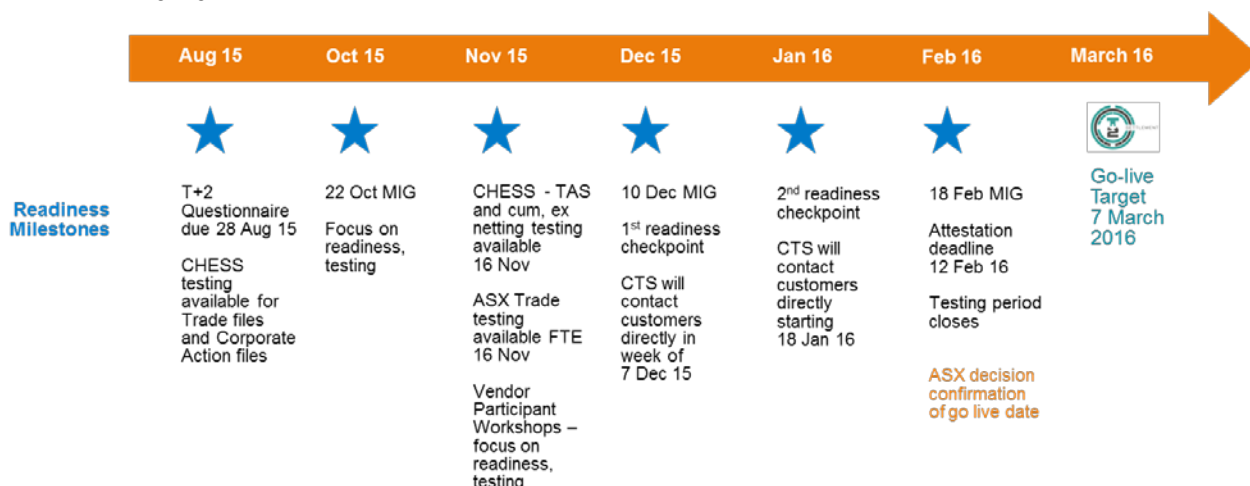 Aug 15
Oct 15
Nov 15
Dec 15
Jan 16
Feb 16
March 16
Readiness
Milestones
T+2
Questionnaire
due 28 Aug 15
CHESS
testing
available for
Trade files
and Corporate
Action files
22 Oct MIG
Focus on
readiness,
testing
CHESS - TAS
and cum, ex
netting testing
available
16 Nov
ASX Trade
testing
available FTE
16 Nov
Vendor
Participant
Workshops –
focus on
readiness,
testing
10 Dec MIG
1st readiness
checkpoint
CTS will
contact
customers
directly in
week of
7 Dec 15
2nd readiness
checkpoint
CTS will
contact
customers
directly
starting
18 Jan 16
18 Feb MIG
Attestation
deadline
12 Feb 16
Testing period
closes
ASX decision
confirmation
of go live date
Go-live
Target
7 March
2016